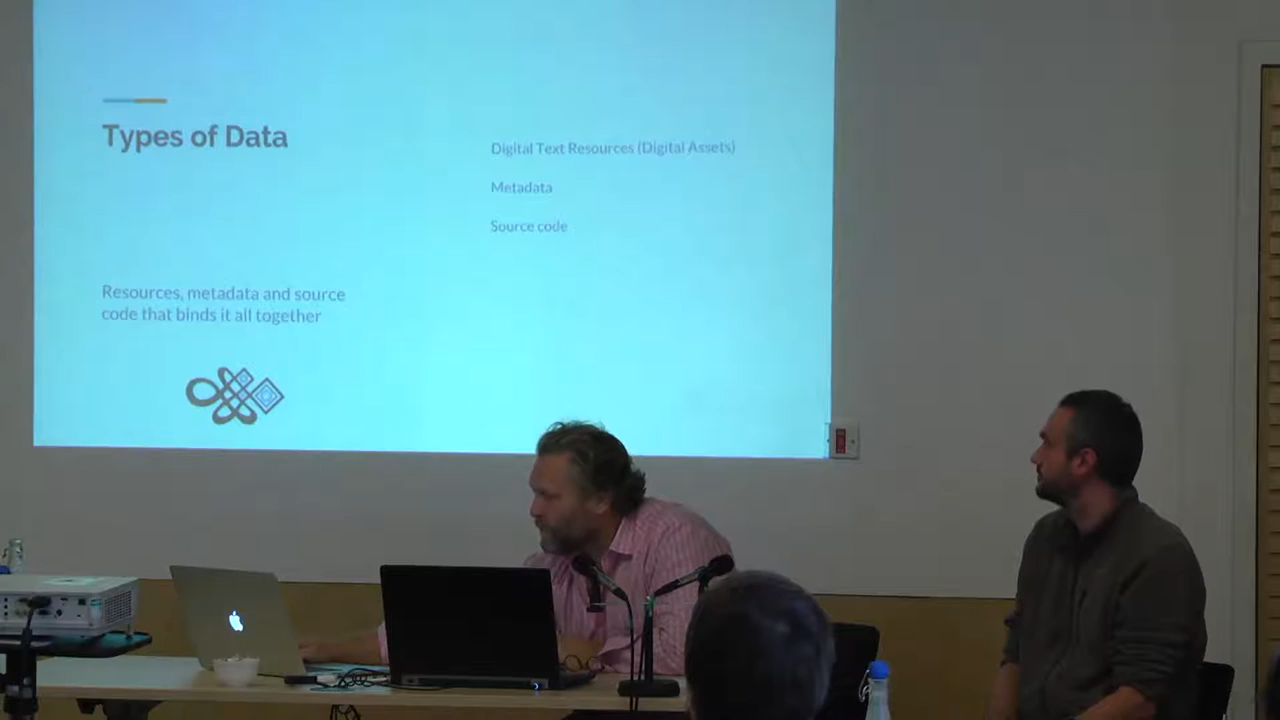 Types of Data
Digital Text Resources (Digital Assets)
Metadata
Source code
Resources, metadata and source
code that binds it all together